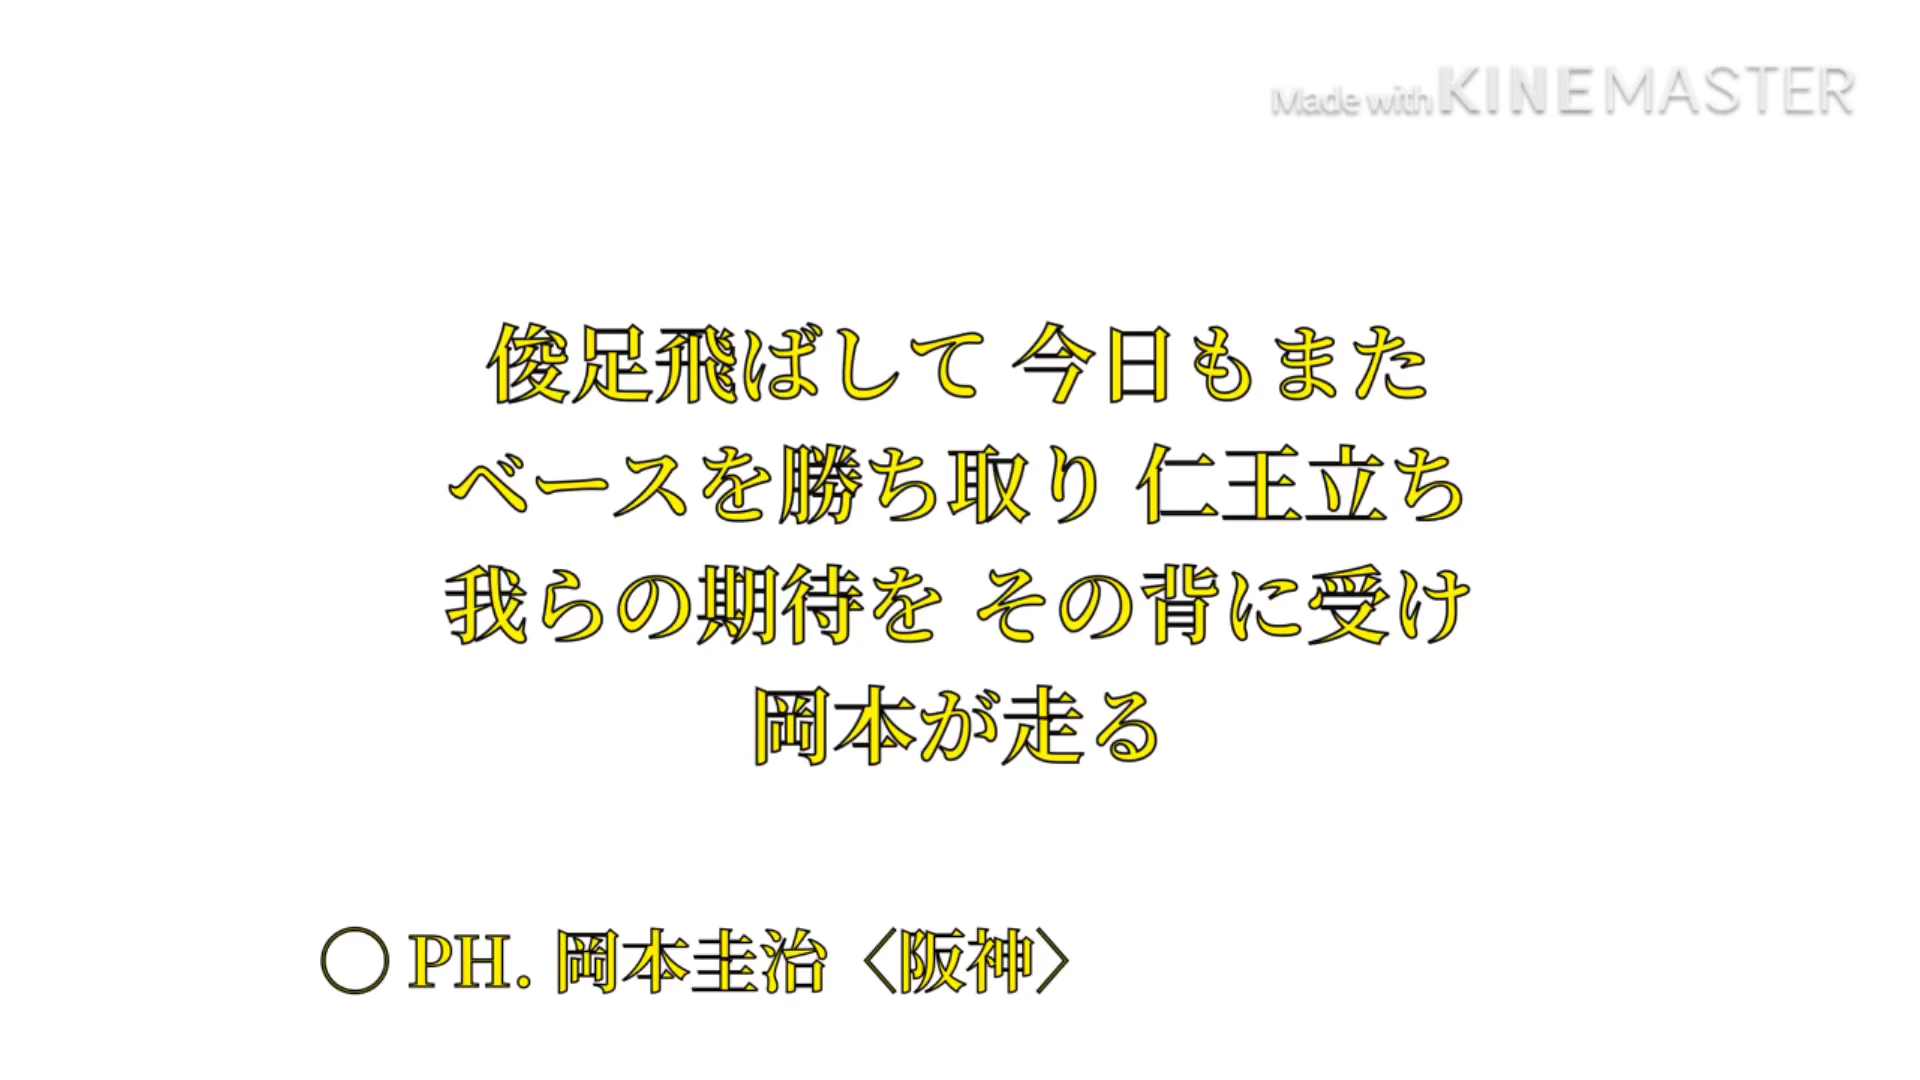 Made with KINEMASTER
俊足飛ばして 今日もまた
ベースを勝ち取り 仁王立ち
我らの期待を その背に受け
岡本が走る
○ PH. 岡本圭治〈阪神〉